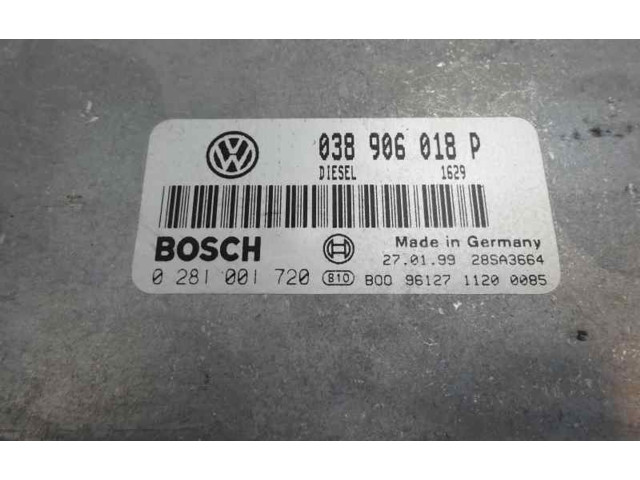 038 906 018 P
DIESEL 1629
BOSCH Made in Germany
27.01.99 28SA3664
0 281 001 720 810 BOO 96127 1120 0085